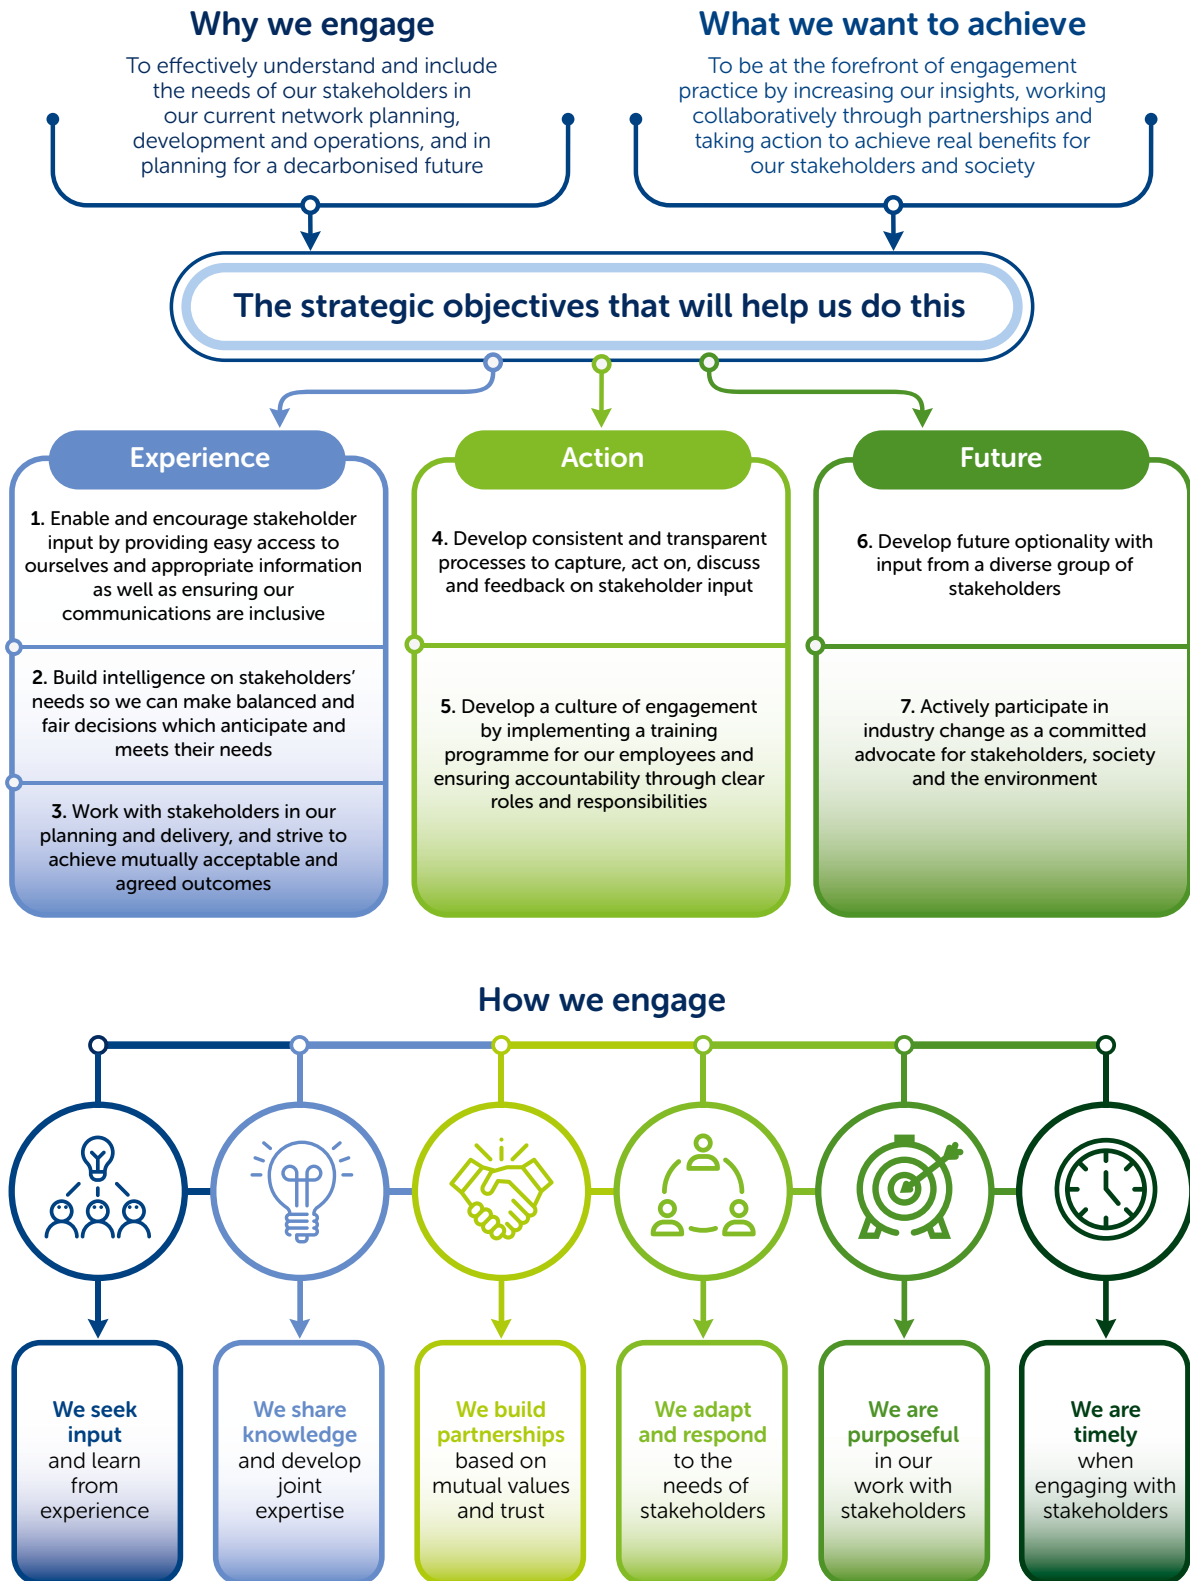 Why we engage
To effectively understand and include
the needs of our stakeholders in
our current network planning,
development and operations, and in
planning for a decarbonised future
What we want to achieve
To be at the forefront of engagement
practice by increasing our insights, working
collaboratively through partnerships and
taking action to achieve real benefits for
our stakeholders and society
The strategic objectives that will help us do this
Experience
1. Enable and encourage stakeholder
input by providing easy access to
ourselves and appropriate information
as well as ensuring our
communications are inclusive
2. Build intelligence on stakeholders’
needs so we can make balanced and
fair decisions which anticipate and
meets their needs
3. Work with stakeholders in our
planning and delivery, and strive to
achieve mutually acceptable and
agreed outcomes
Action
4. Develop consistent and transparent
processes to capture, act on, discuss
and feedback on stakeholder input
5. Develop a culture of engagement
by implementing a training
programme for our employees and
ensuring accountability through clear
roles and responsibilities
Future
6. Develop future optionality with
input from a diverse group of
stakeholders
7. Actively participate in
industry change as a committed
advocate for stakeholders, society
and the environment
How we engage
We seek
input
and learn
from
experience
We share
knowledge
and develop
joint
expertise
We build
partnerships
based on
mutual values
and trust
We adapt
and respond
to the
needs of
stakeholders
We are
purposeful
in our
work with
stakeholders
We are
timely
when
engaging with
stakeholders